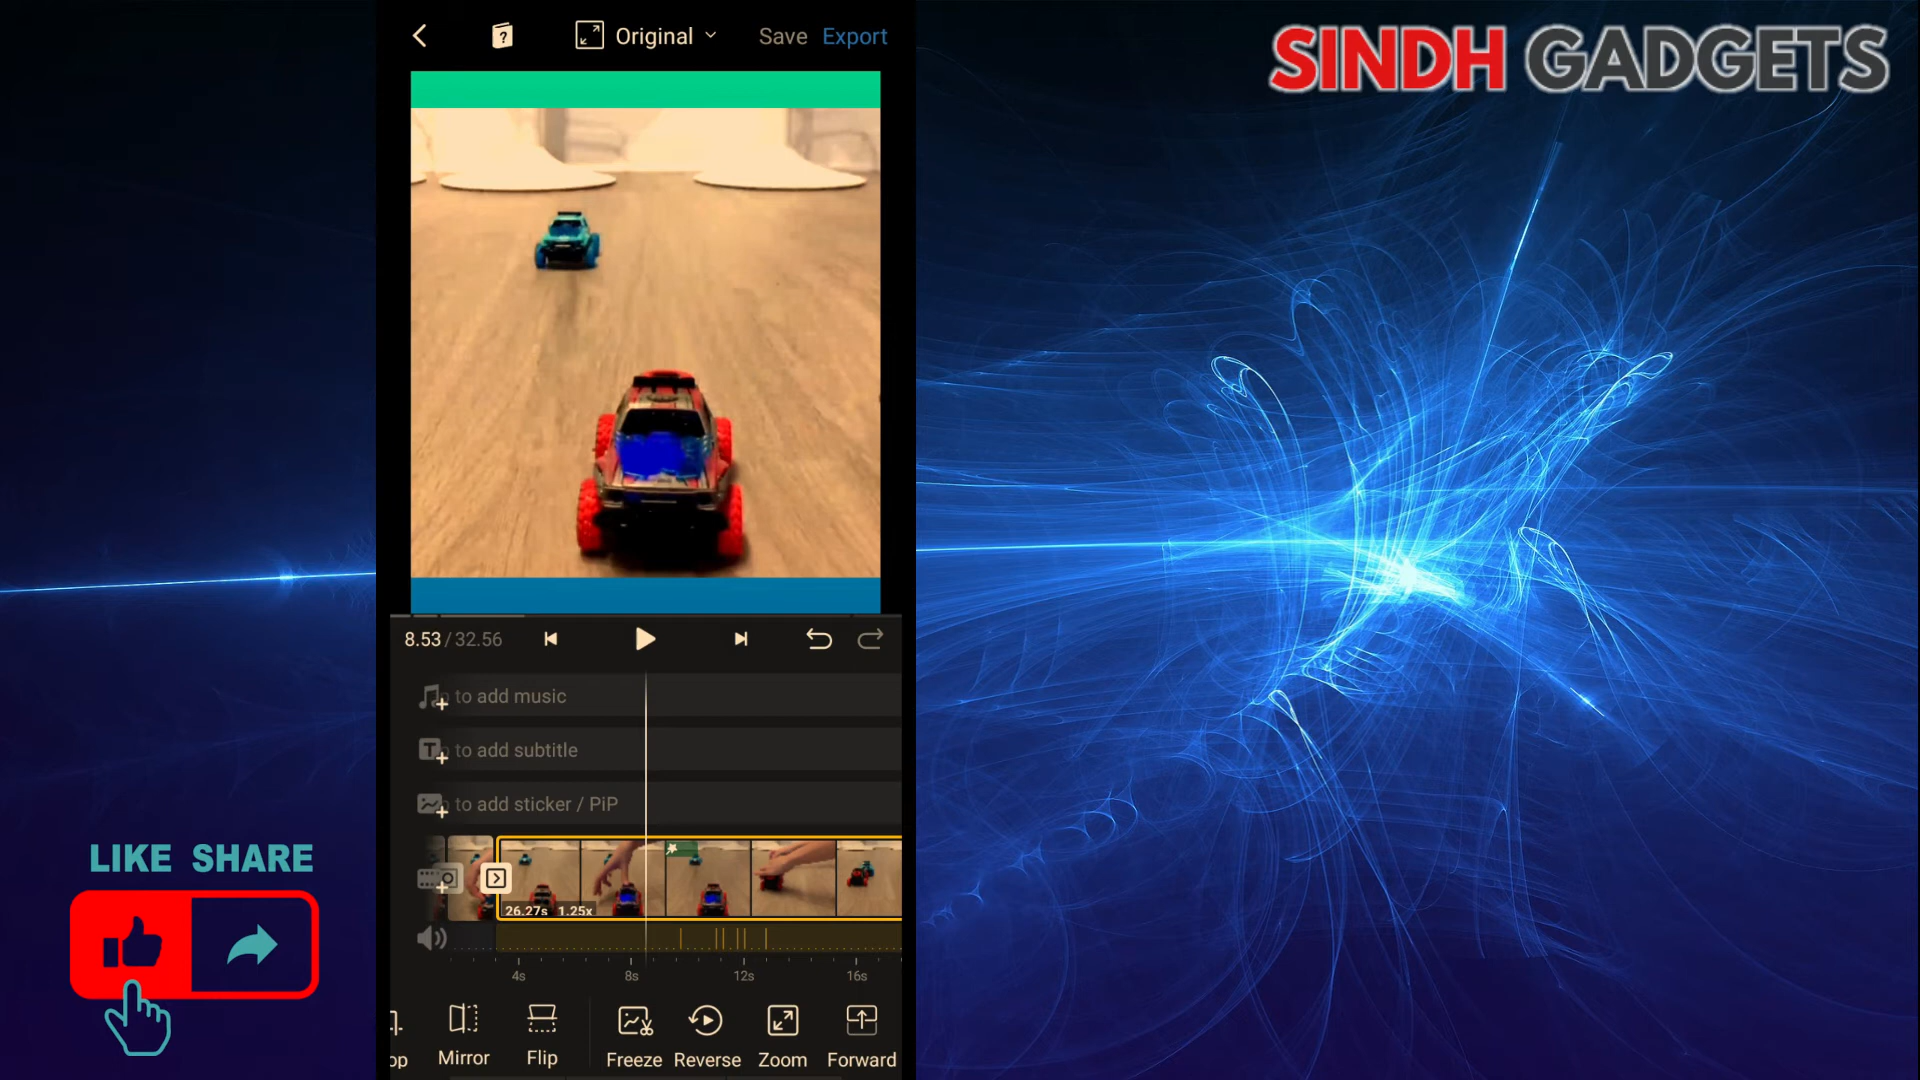 Original Save Export
SINDH GADGETS
8.53/32.56
to add music
to add subtitle
to add sticker / PiP
26.27s 1.25x
4s 8s 12s 16s
Mirror Flip Freeze Reverse Zoom Forward
LIKE SHARE